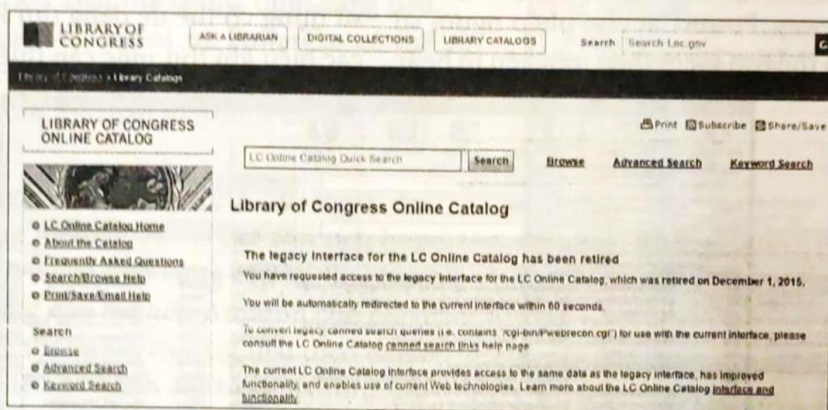 LIBRARY OF
CONGRESS
ASK A LIBRARIAN
DIGITAL COLLECTIONS
LIBRARY CATALOGS
Search
Search Loc.gov
G
Library of Congress > Library Catalogs
LIBRARY OF CONGRESS
ONLINE CATALOG
Print Subscribe Share/Save
LC Online Catalog Quick Search
Search
Browse
Advanced Search
Keyword Search
Library of Congress Online Catalog
LC Online Catalog Home
About the Catalog
Frequently Asked Questions
Search/Browse Help
Print/Save/Email Help
Search
Browse
Advanced Search
Keyword Search
The legacy interface for the LC Online Catalog has been retired
You have requested access to the legacy interface for the LC Online Catalog, which was retired on December 1, 2015.
You will be automatically redirected to the current interface within 60 seconds.
To convert legacy canned search queries (i.e. contains "/cgi-bin/Pwebrecon.cgi") for use with the current interface, please
consult the LC Online Catalog canned search links help page
The current LC Online Catalog interface provides access to the same data as the legacy interface, has improved
functionality, and enables use of current Web technologies. Learn more about the LC Online Catalog interface and
functionality.